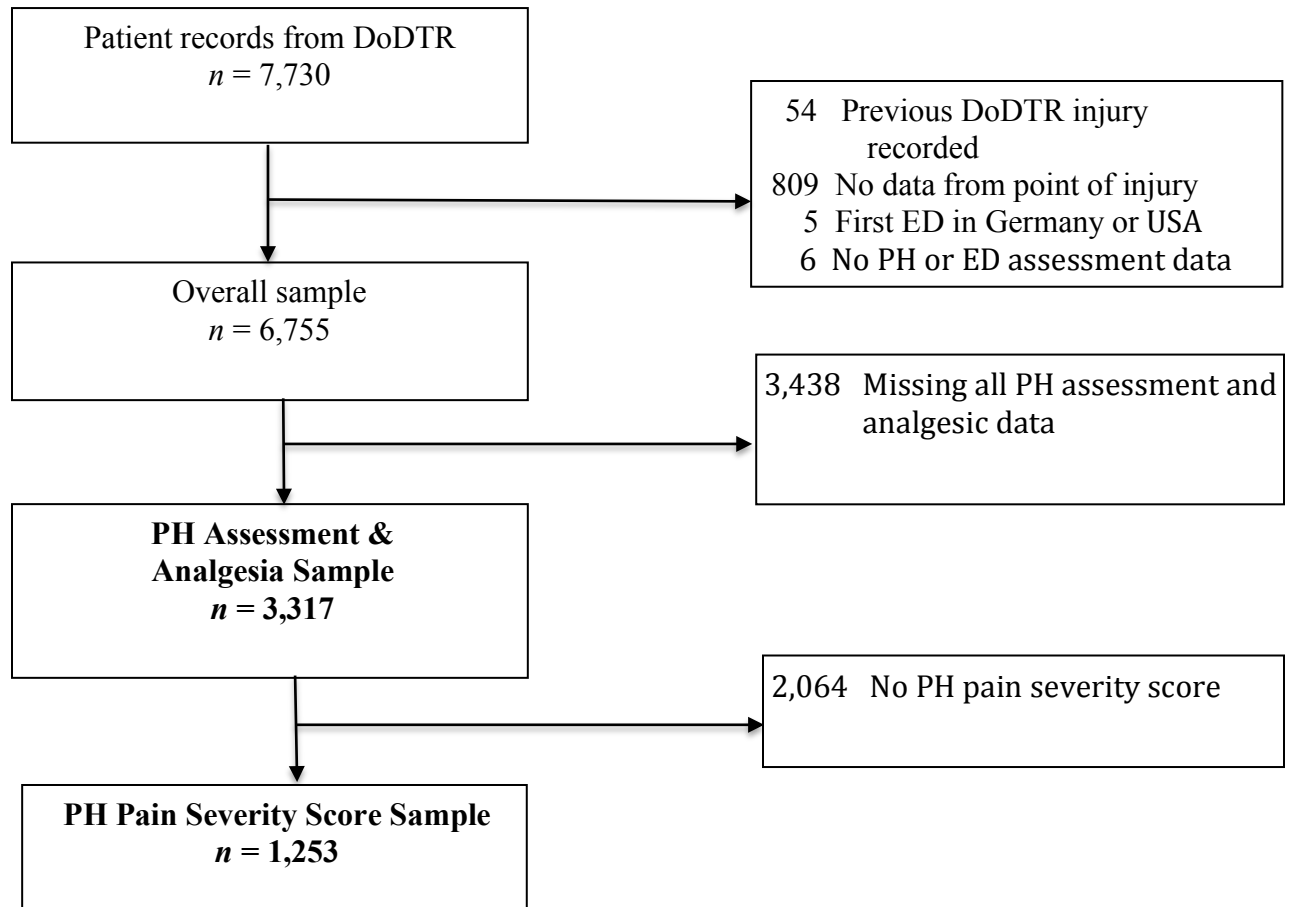 Patient records from DoDTR
n = 7,730
54 Previous DoDTR injury
recorded
809 No data from point of injury
5 First ED in Germany or USA
6 No PH or ED assessment data
Overall sample
n = 6,755
3,438 Missing all PH assessment and
analgesic data
PH Assessment &
Analgesia Sample
n = 3,317
2,064 No PH pain severity score
PH Pain Severity Score Sample
n = 1,253